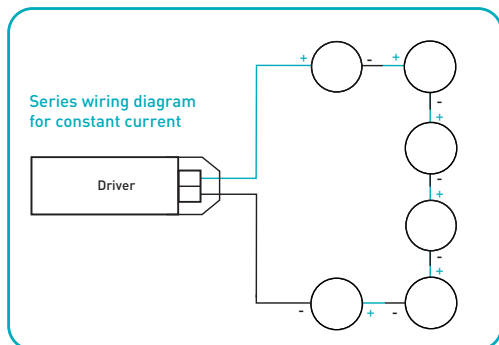 + - + -
Series wiring diagram
for constant current
+
-
+
Driver
-
+
- + -